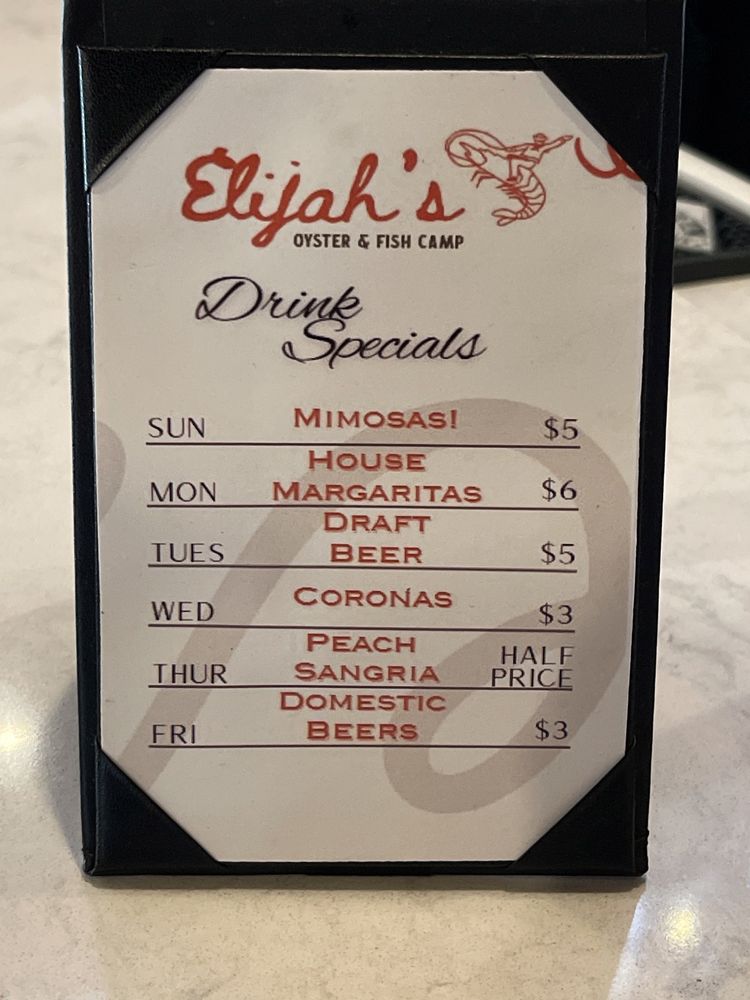 Elijah's
OYSTER & FISH CAMP
Drink
Specials
SUN MIMOSAS! $5
MON HOUSE MARGARITAS $6
TUES DRAFT BEER $5
WED CORONAS $3
THUR PEACH SANGRIA HALF PRICE
FRI DOMESTIC BEERS $3